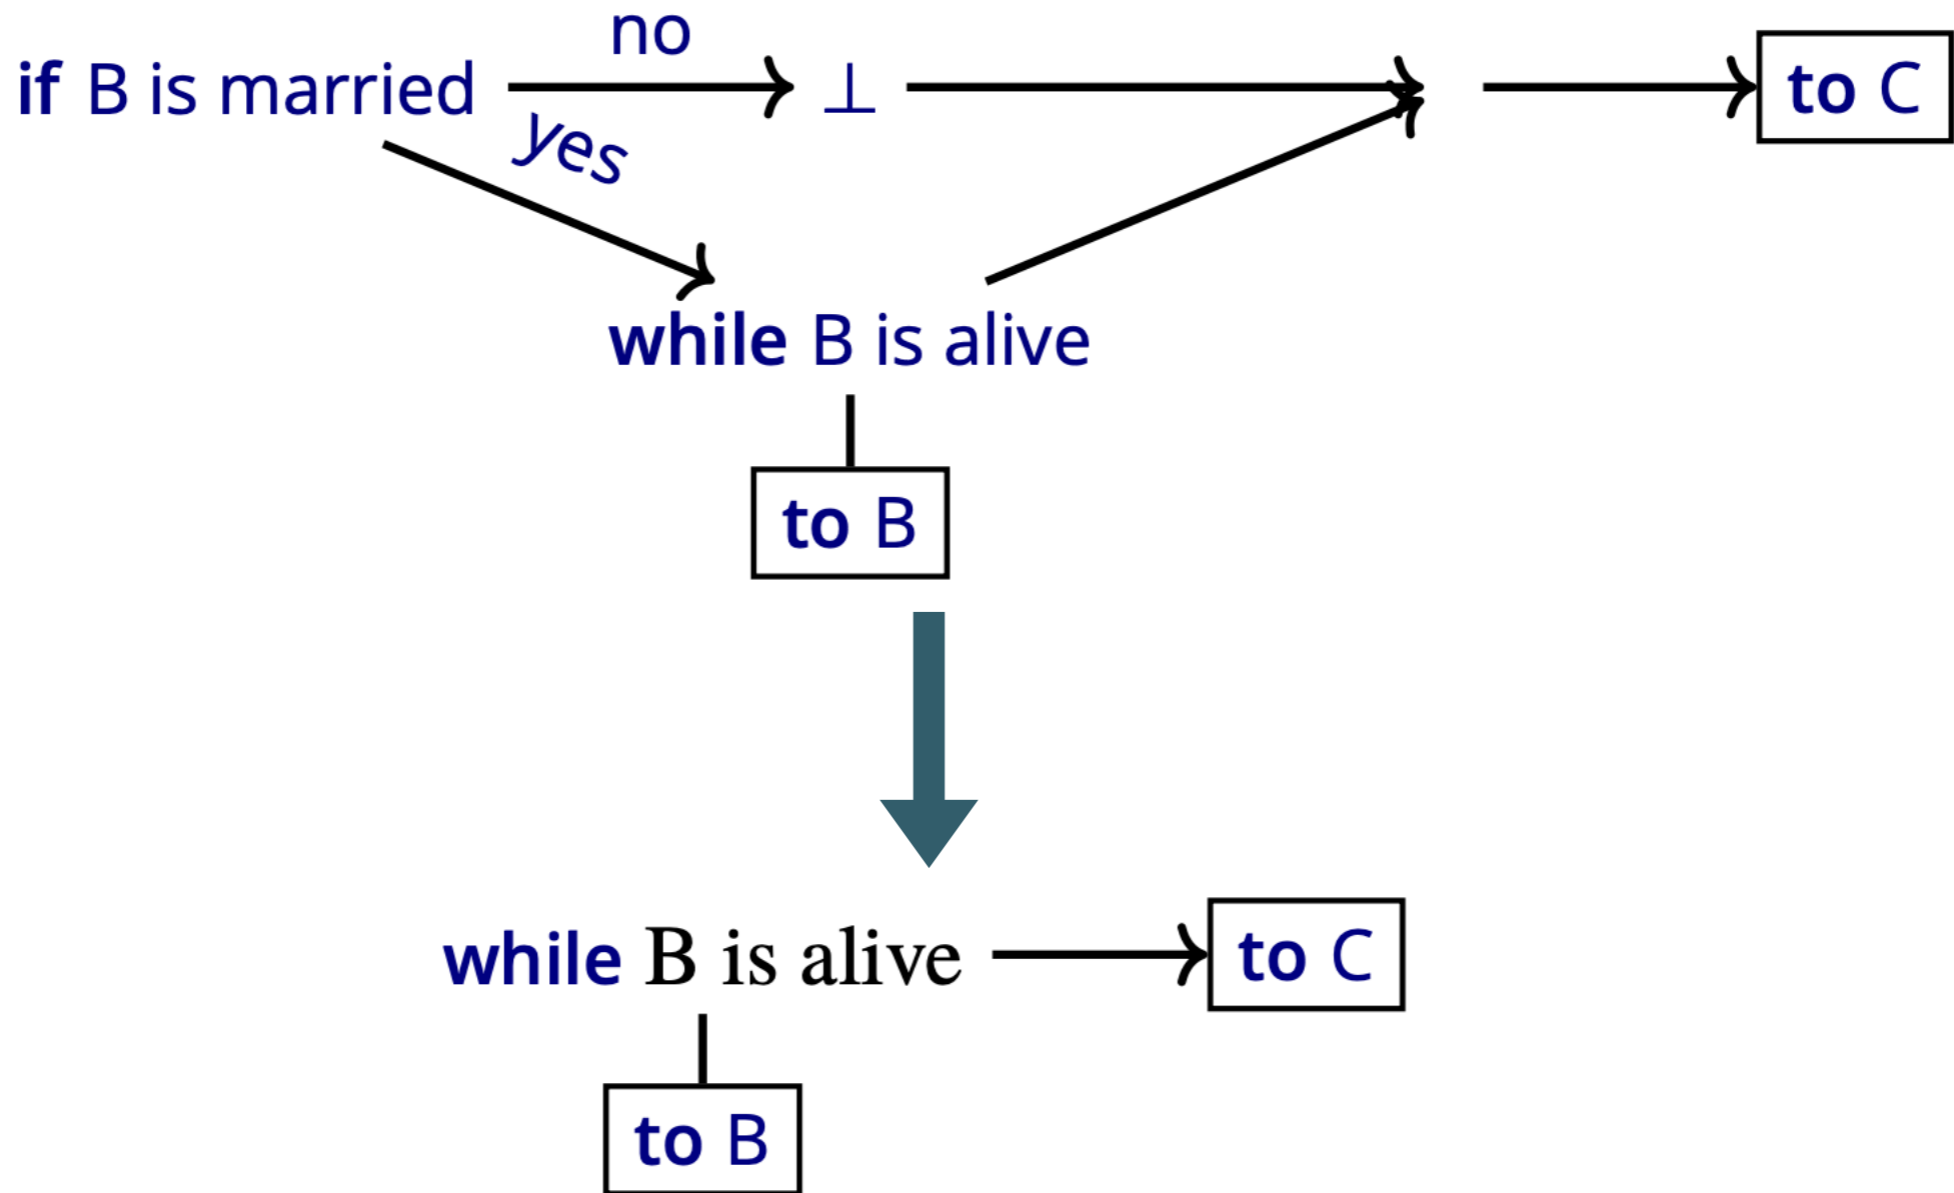 no
if B is married ⊥ to C
yes
while B is alive
to B
while B is alive to C
to B